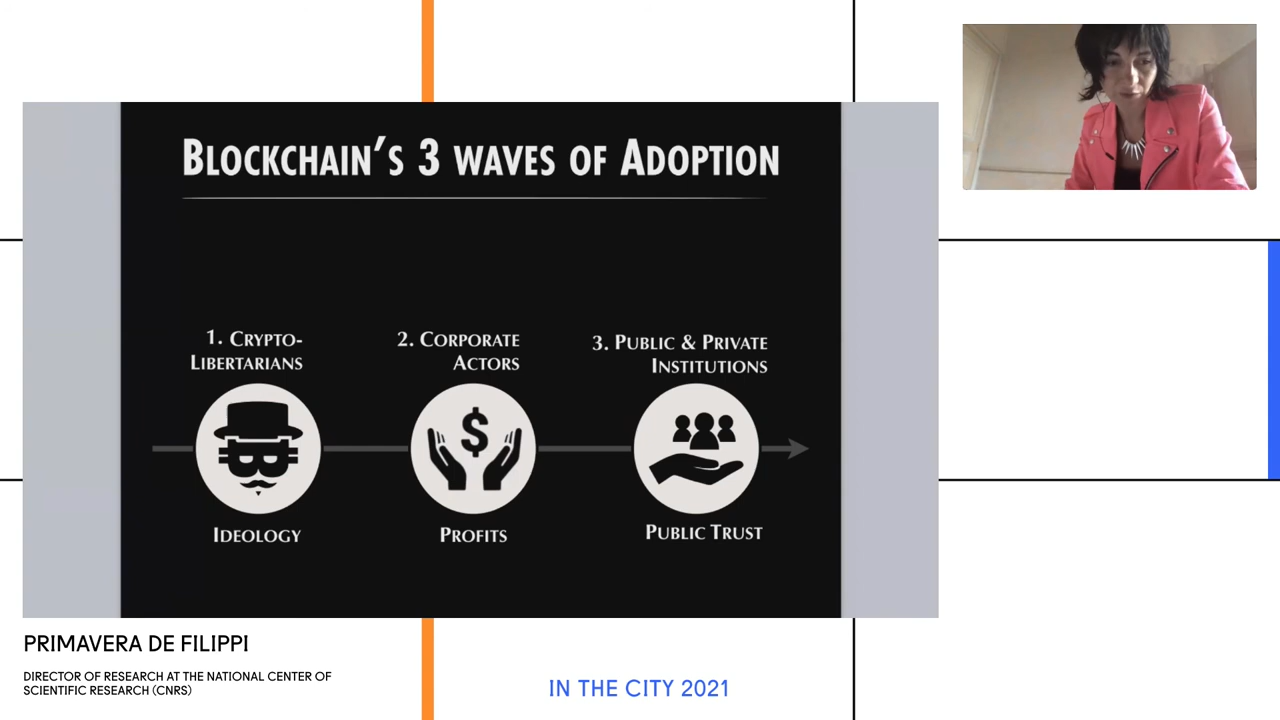 BLOCKCHAIN'S 3 WAVES OF ADOPTION
1. CRYPTO-
LIBERTARIANS
2. CORPORATE
ACTORS
3. PUBLIC & PRIVATE
INSTITUTIONS
$
IDEOLOGY
PROFITS
PUBLIC TRUST
PRIMAVERA DE FILIPPI
DIRECTOR OF RESEARCH AT THE NATIONAL CENTER OF
SCIENTIFIC RESEARCH (CNRS)
IN THE CITY 2021